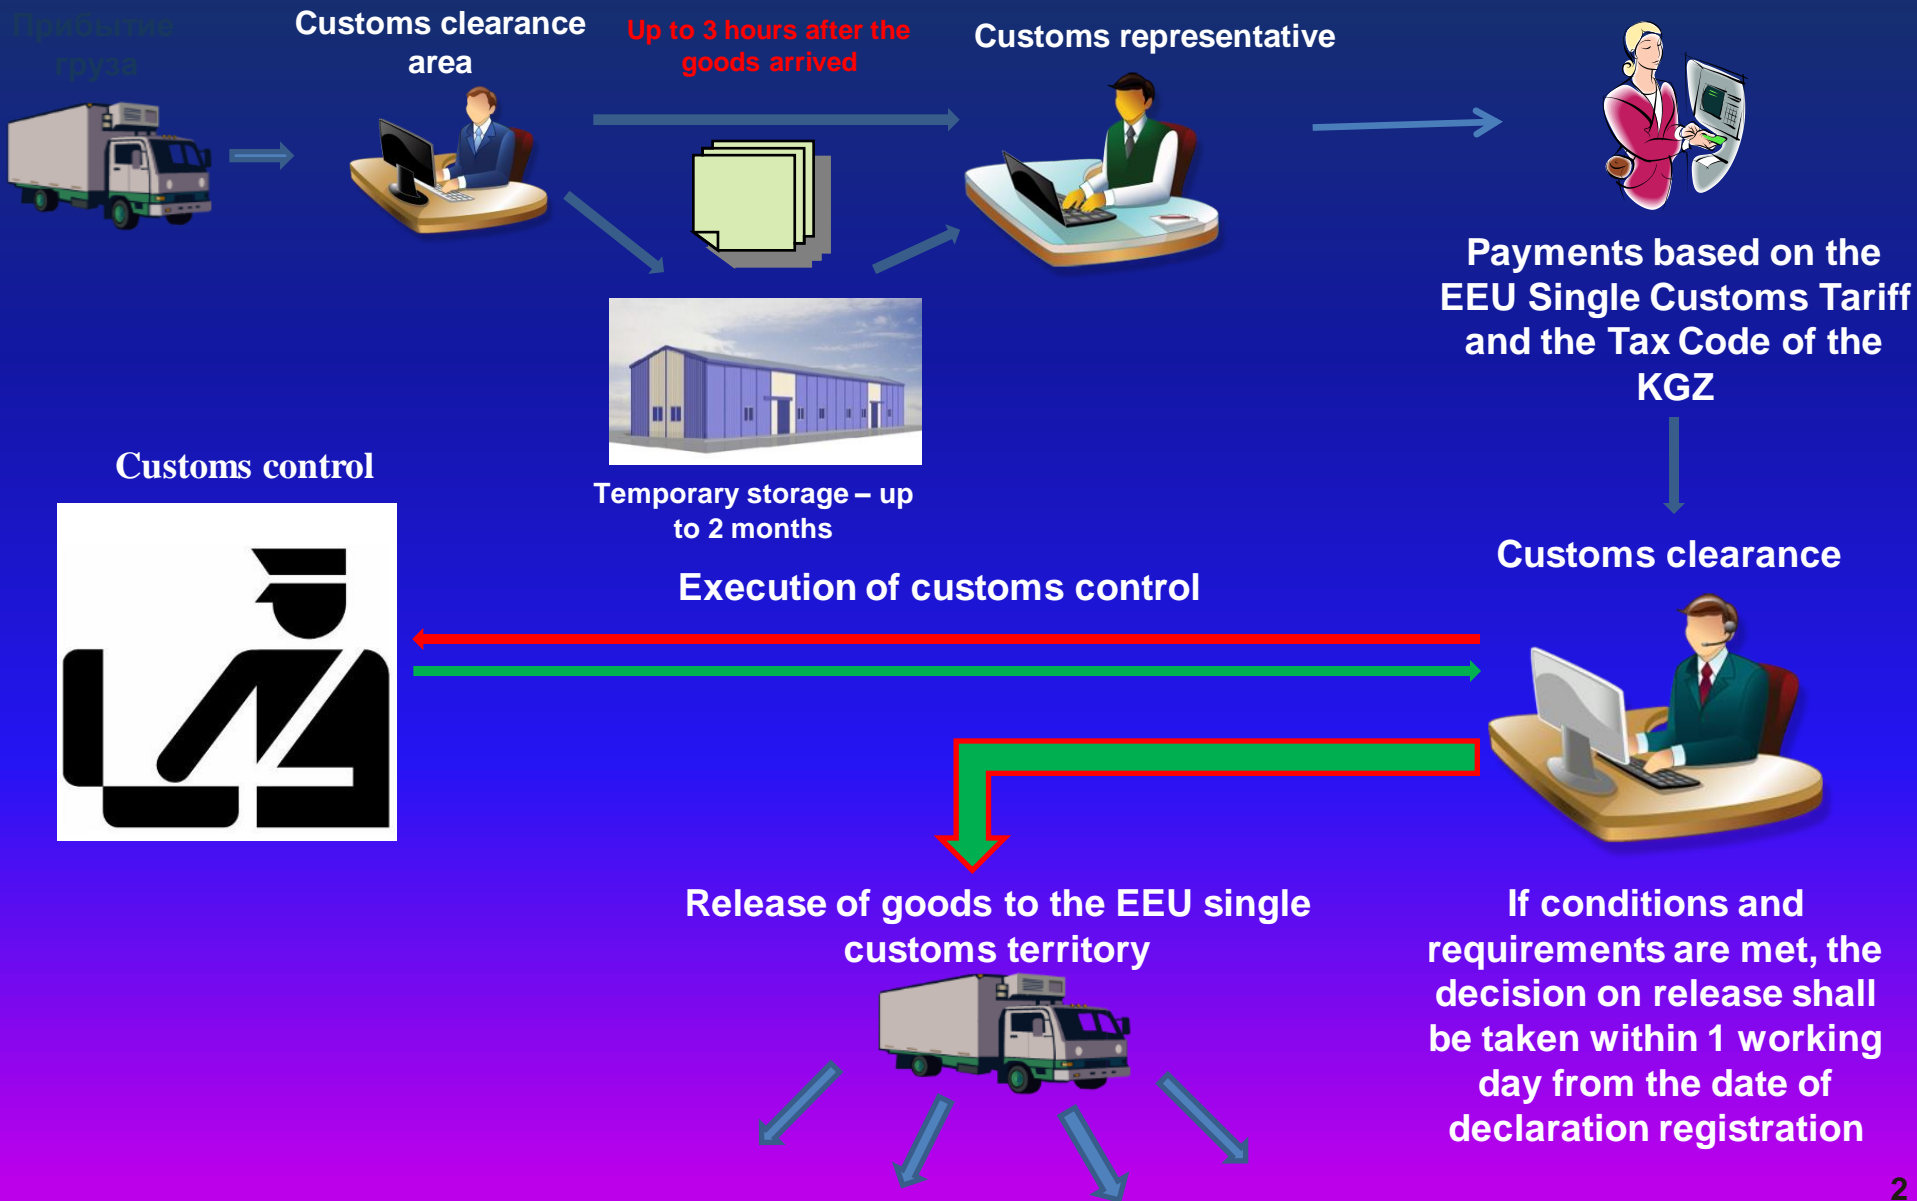 Прибытие
груза
Customs clearance
area
Up to 3 hours after the
goods arrived
Customs representative
Payments based on the
EEU Single Customs Tariff
and the Tax Code of the
KGZ
Customs control
Temporary storage – up
to 2 months
Execution of customs control
Customs clearance
Release of goods to the EEU single
customs territory
If conditions and
requirements are met, the
decision on release shall
be taken within 1 working
day from the date of
declaration registration
2